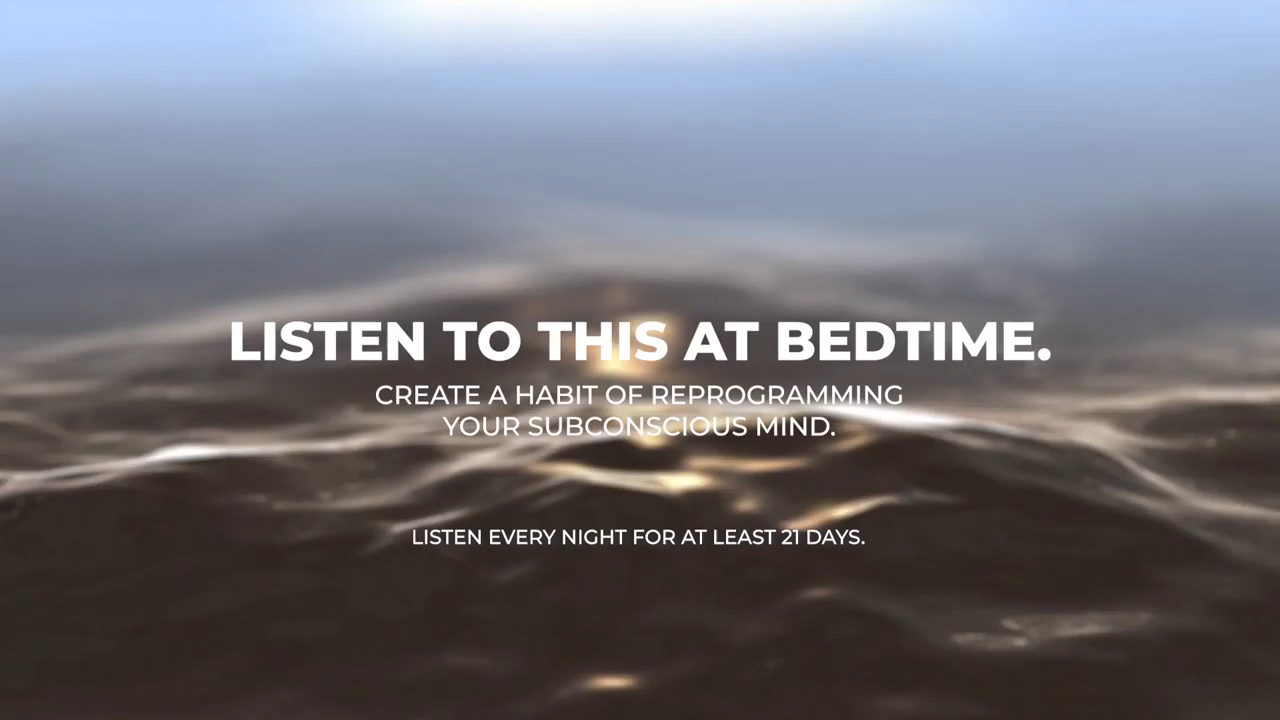 LISTEN TO THIS AT BEDTIME.
CREATE A HABIT OF REPROGRAMMING
YOUR SUBCONSCIOUS MIND.
LISTEN EVERY NIGHT FOR AT LEAST 21 DAYS.